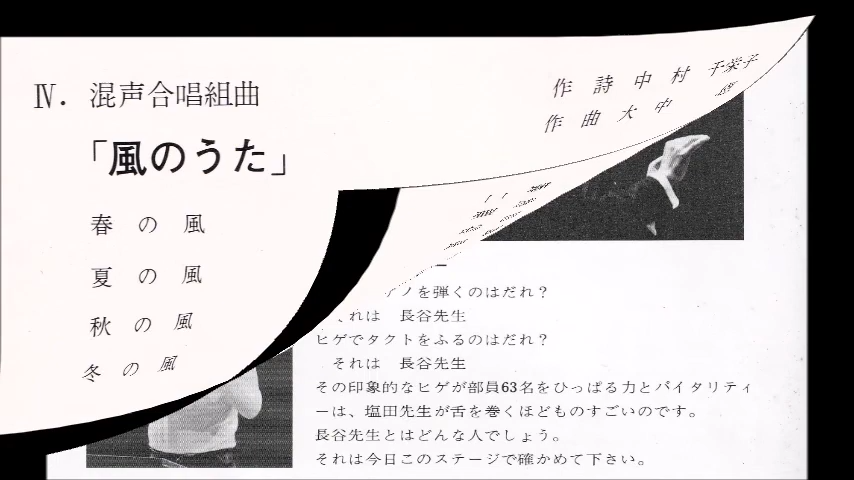 Ⅳ. 混声合唱組曲
「風のうた」
作詩 中村 千栄子
作曲 大中 恩
春の風
夏の風
秋の風
冬の風
ノを弾くのはだれ？
れは 長谷先生
ヒゲでタクトをふるのはだれ？
それは 長谷先生
その印象的なヒゲが部員63名をひっぱる力とバイタリティ
ーは、塩田先生が舌を巻くほどものすごいのです。
長谷先生とはどんな人でしょう。
それは今日このステージで確かめて下さい。